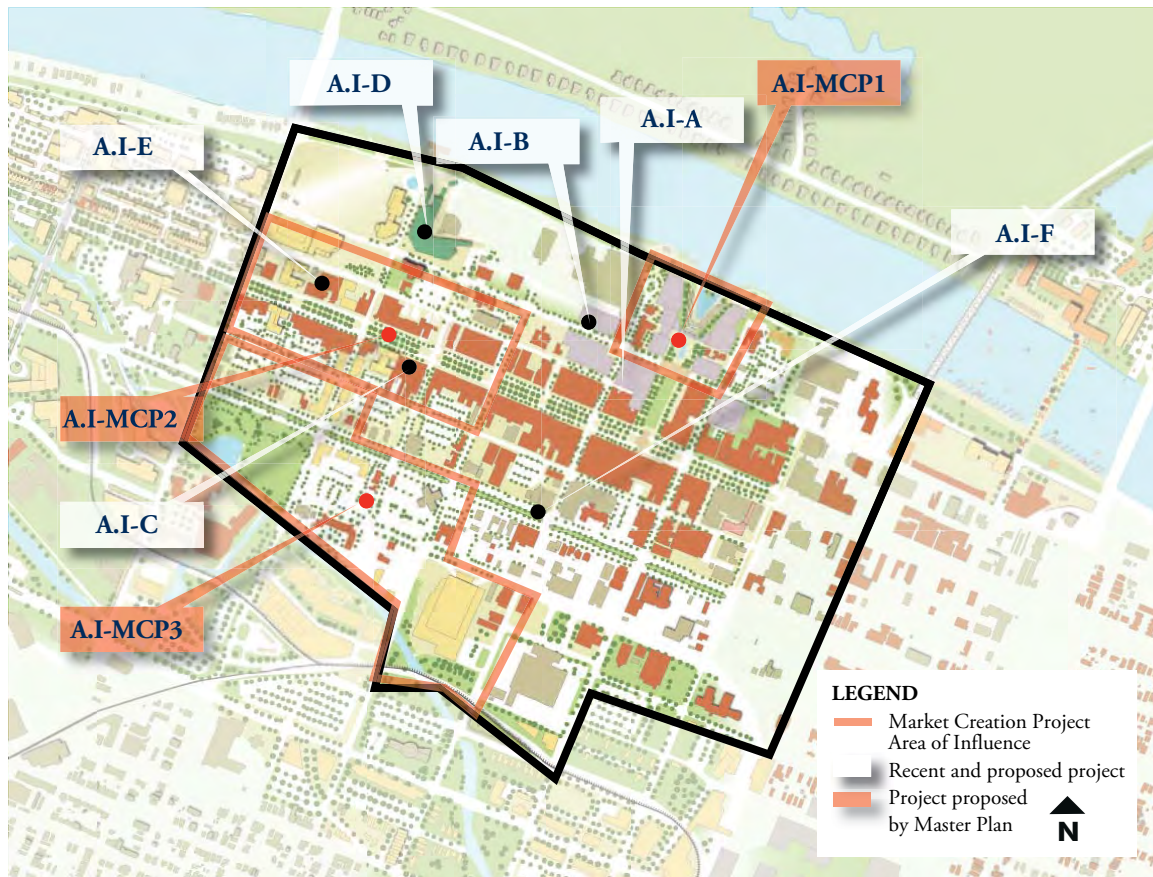 A.I-D
A.I-MCP1
A.I-A
A.I-B
A.I-E
A.I-F
A.I-MCP2
A.I-C
A.I-MCP3
LEGEND
Market Creation Project
Area of Influence
Recent and proposed project
Project proposed
by Master Plan
N